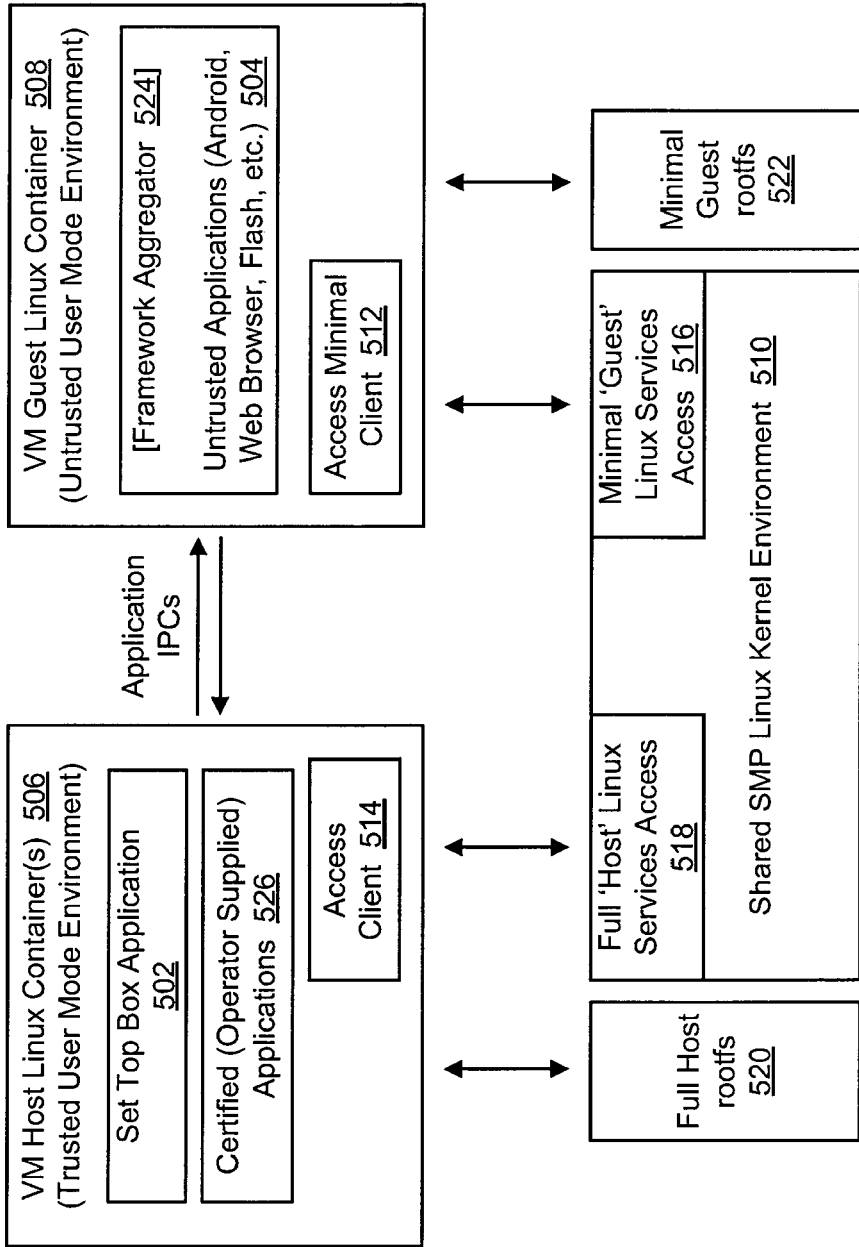 VM Host Linux Container(s) 506
(Trusted User Mode Environment)
Set Top Box Application
502
Certified (Operator Supplied)
Applications 526
Access
Client 514
Application
IPCs
VM Guest Linux Container 508
(Untrusted User Mode Environment)
[Framework Aggregator 524]
Untrusted Applications (Android,
Web Browser, Flash, etc.) 504
Access Minimal
Client 512
Full Host
rootfs
520
Full 'Host' Linux
Services Access
518
Minimal 'Guest'
Linux Services
Access 516
Shared SMP Linux Kernel Environment 510
Minimal
Guest
rootfs
522